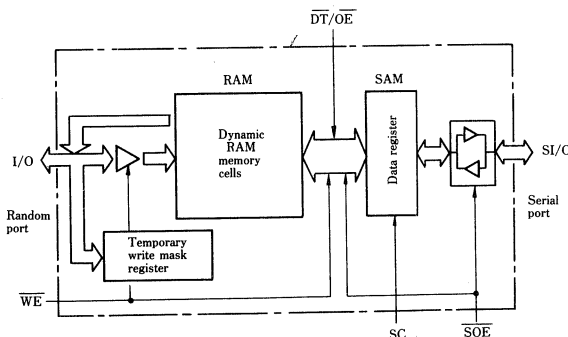 DT/OE
RAM
SAM
Dynamic
RAM
memory
cells
Data register
I/O
SI/O
Random
port
Serial
port
Temporary
write mask
register
WE
SC
SOE